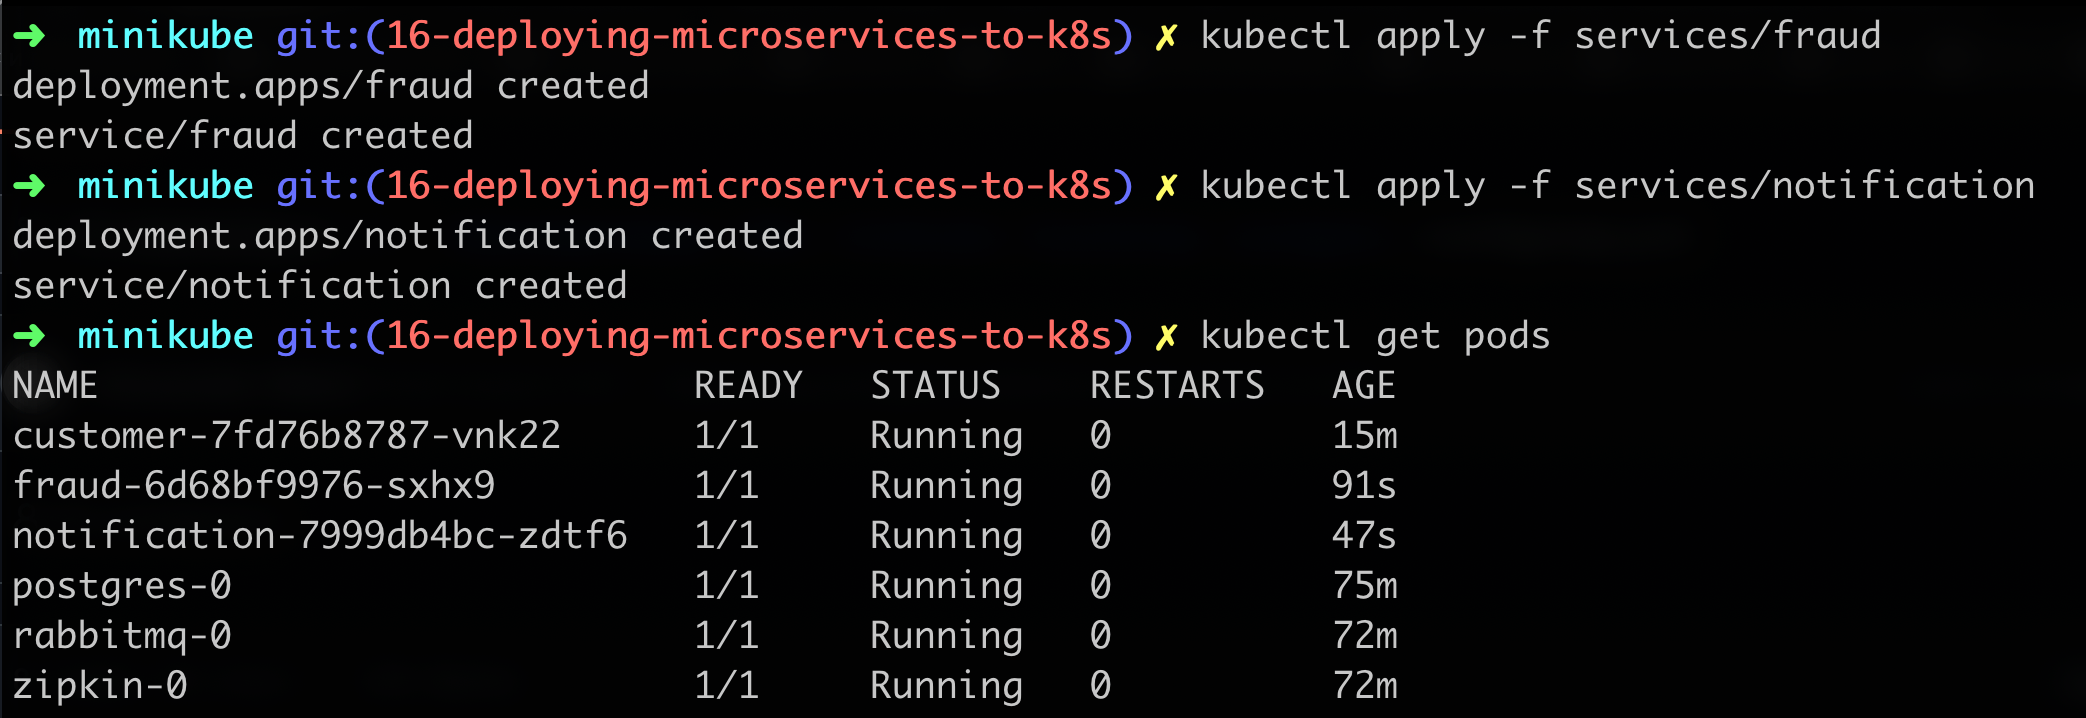 ➜ minikube git:(16-deploying-microservices-to-k8s) ✗ kubectl apply -f services/fraud
deployment.apps/fraud created
service/fraud created
➜ minikube git:(16-deploying-microservices-to-k8s) ✗ kubectl apply -f services/notification
deployment.apps/notification created
service/notification created
➜ minikube git:(16-deploying-microservices-to-k8s) ✗ kubectl get pods
NAME READY STATUS RESTARTS AGE
customer-7fd76b8787-vnk22 1/1 Running 0 15m
fraud-6d68bf9976-sxhx9 1/1 Running 0 91s
notification-7999db4bc-zdtf6 1/1 Running 0 47s
postgres-0 1/1 Running 0 75m
rabbitmq-0 1/1 Running 0 72m
zipkin-0 1/1 Running 0 72m